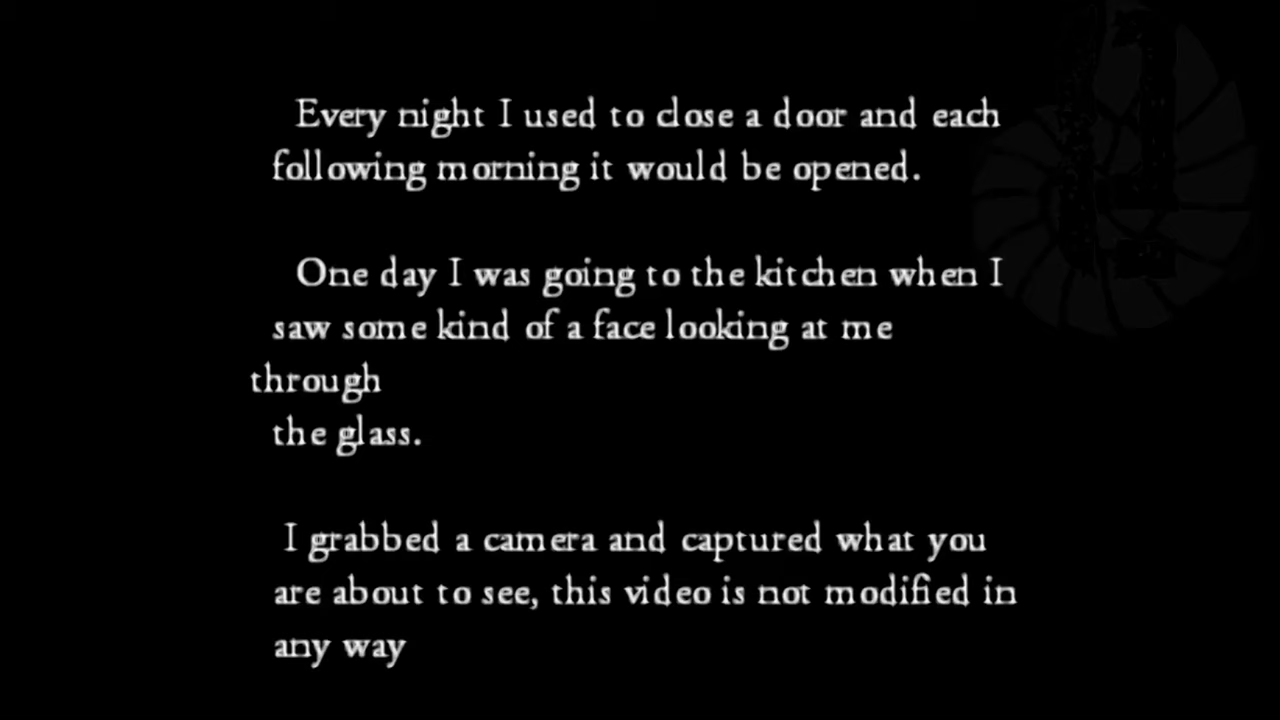 Every night I used to close a door and each
following morning it would be opened.
One day I was going to the kitchen when I
saw some kind of a face looking at me
through
the glass.
I grabbed a camera and captured what you
are about to see, this video is not modified in
any way